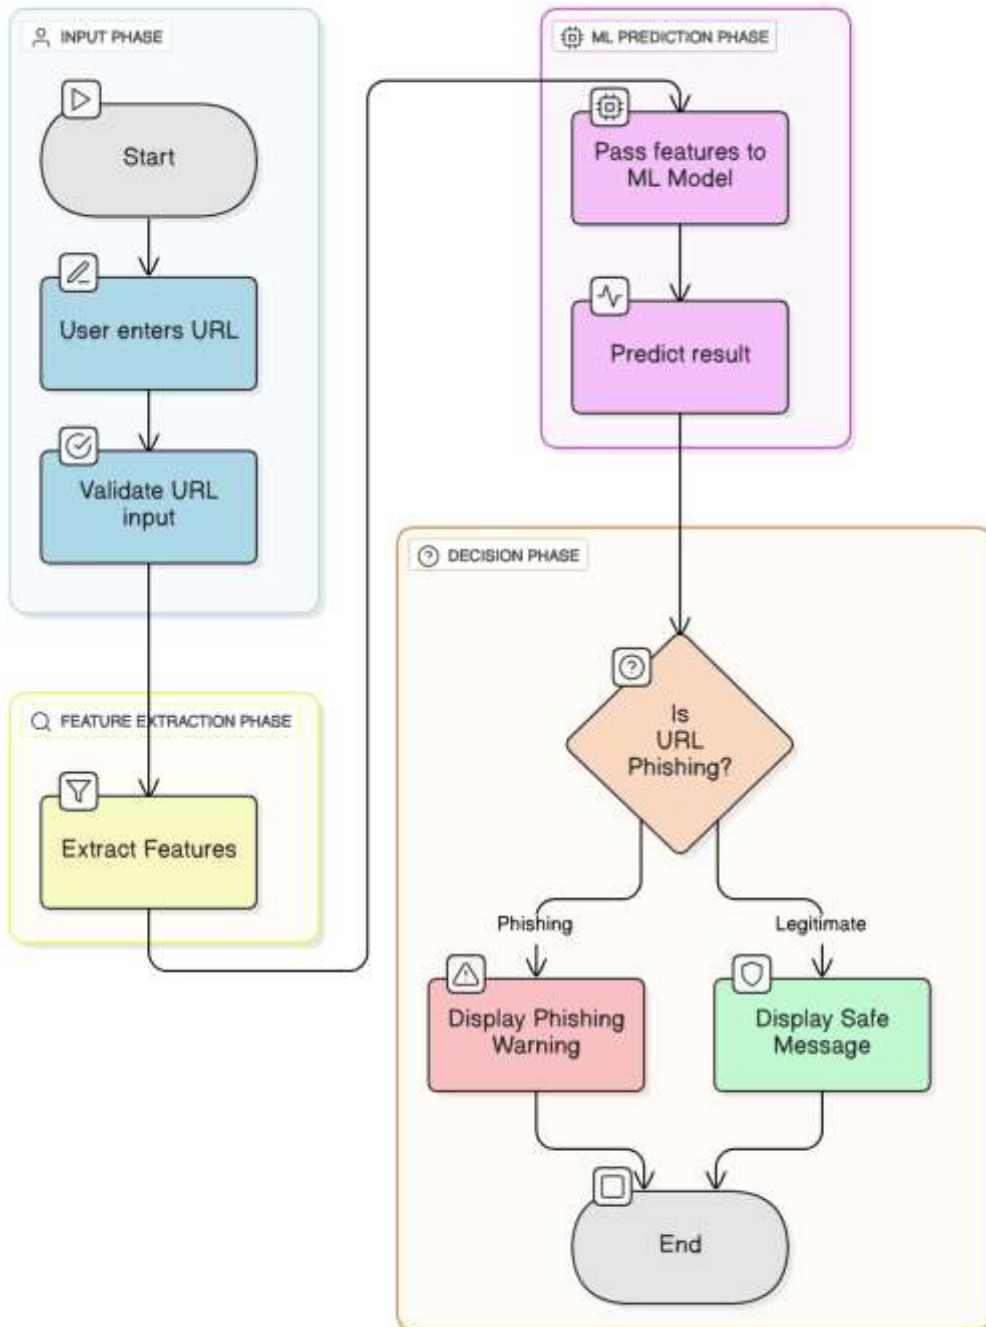 INPUT PHASE
Start
User enters URL
Validate URL
input
FEATURE EXTRACTION PHASE
Extract Features
ML PREDICTION PHASE
Pass features to
ML Model
Predict result
DECISION PHASE
Is
URL
Phishing?
Phishing
Legitimate
Display Phishing
Warning
Display Safe
Message
End